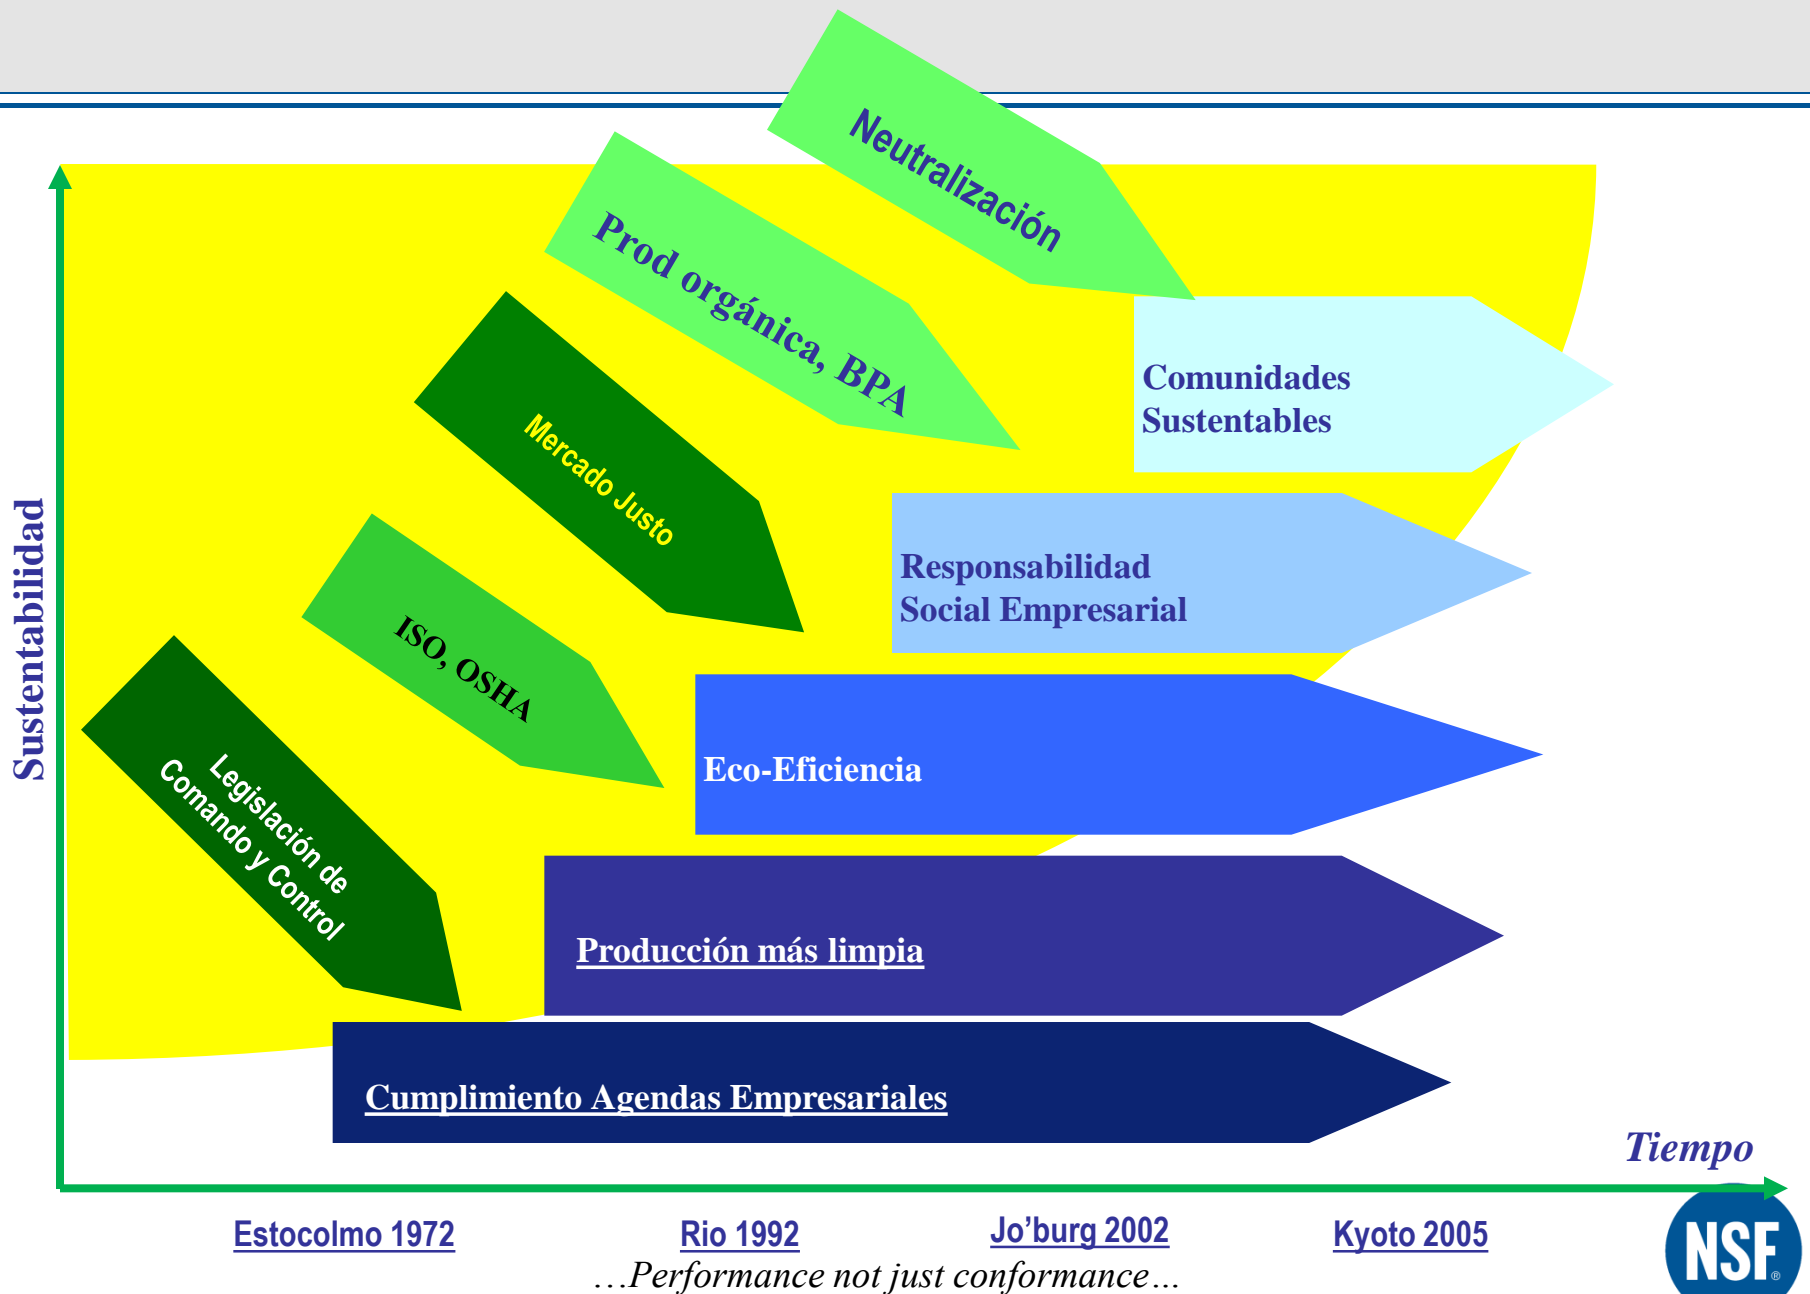 Neutralización
Prod orgánica, BPA
Mercado Justo
ISO, OSHA
Legislación de
Comando y Control
Comunidades
Sustentables
Responsabilidad
Social Empresarial
Eco-Eficiencia
Producción más limpia
Cumplimiento Agendas Empresariales
Sustentabilidad
Tiempo
Estocolmo 1972
Rio 1992
Jo’burg 2002
Kyoto 2005
…Performance not just conformance…
NSF®